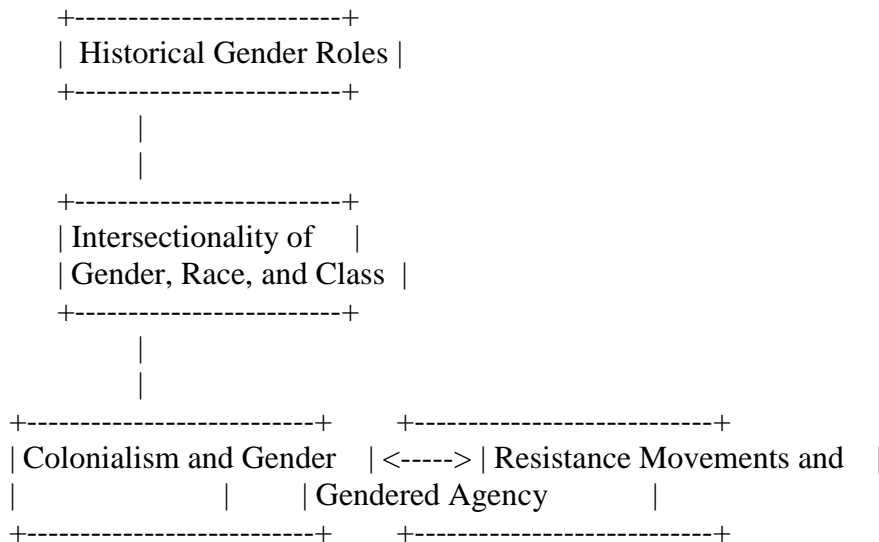 +-------------------------+
| Historical Gender Roles |
+-------------------------+
|
|
+-------------------------+
| Intersectionality of |
| Gender, Race, and Class |
+-------------------------+
|
|
+---------------------------+ +---------------------------+
| Colonialism and Gender |<----->| Resistance Movements and |
| | | Gendered Agency |
+---------------------------+ +---------------------------+